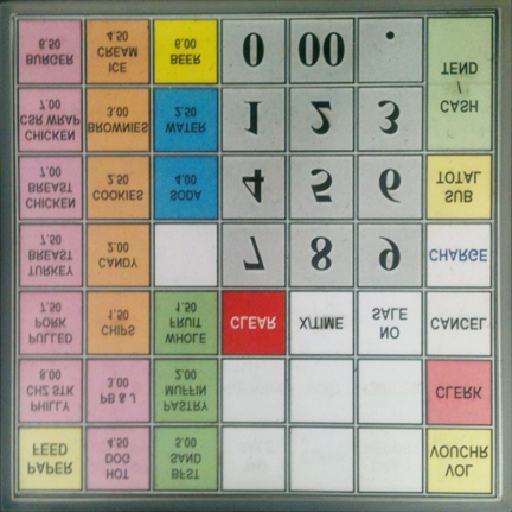 PAPER
FEED
HOT
DOG
4.50
BFST
SAND
5.00
VOL
VOUCHR
PHILLY
CHZ STK
8.00
PB & J
3.00
PASTRY
MUFFIN
2.00
CLERK
PULLED
PORK
7.50
CHIPS
1.50
WHOLE
FRUIT
1.50
CLEAR
X/TIME
NO
SALE
CANCEL
TURKEY
BREAST
7.50
CANDY
2.00
7
8
9
CHARGE
CHICKEN
BREAST
7.00
COOKIES
2.50
SODA
4.00
4
5
6
SUB
TOTAL
CHICKEN
CSR WRAP
7.00
BROWNIES
3.00
WATER
2.50
1
2
3
CASH
/
TEND
BURGER
6.50
ICE
CREAM
4.50
BEER
6.00
0
00
.